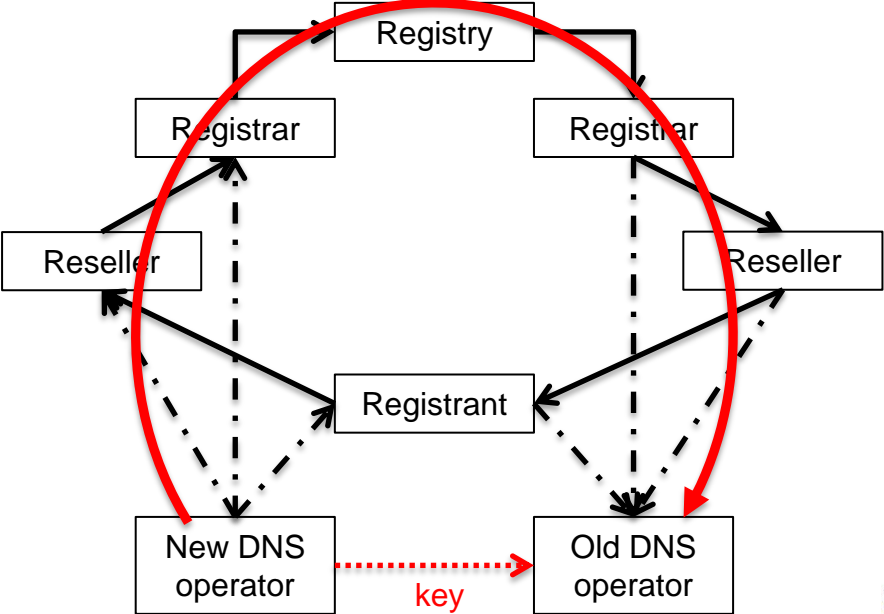 Registry
Registrar
Registrar
Reseller
Reseller
Registrant
New DNS
operator
Old DNS
operator
key